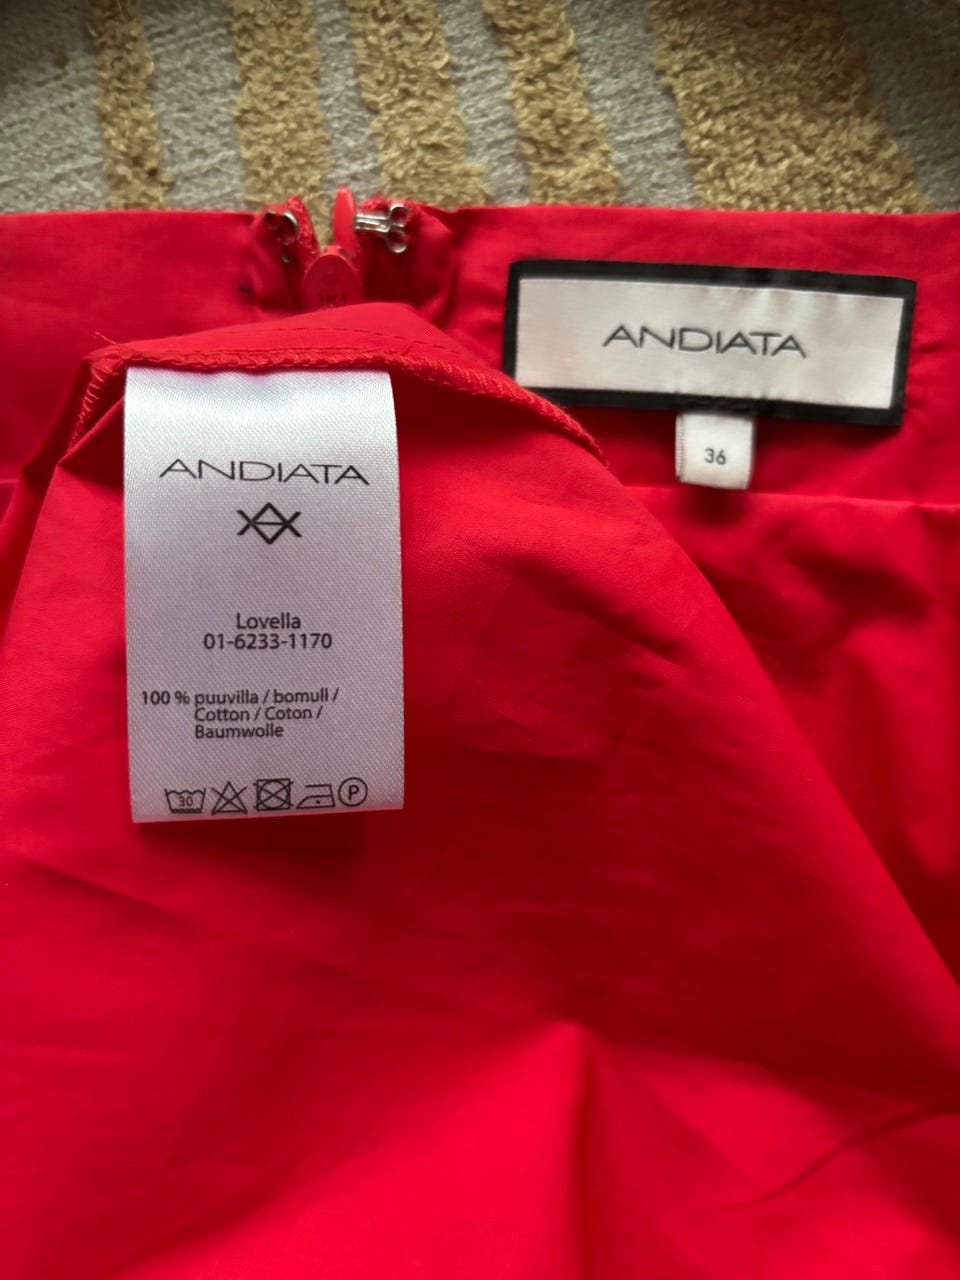 ANDIATA
36
ANDIATA
Lovella
01-6233-1170
100 % puuvilla / bomull /
Cotton / Coton /
Baumwolle
30
P